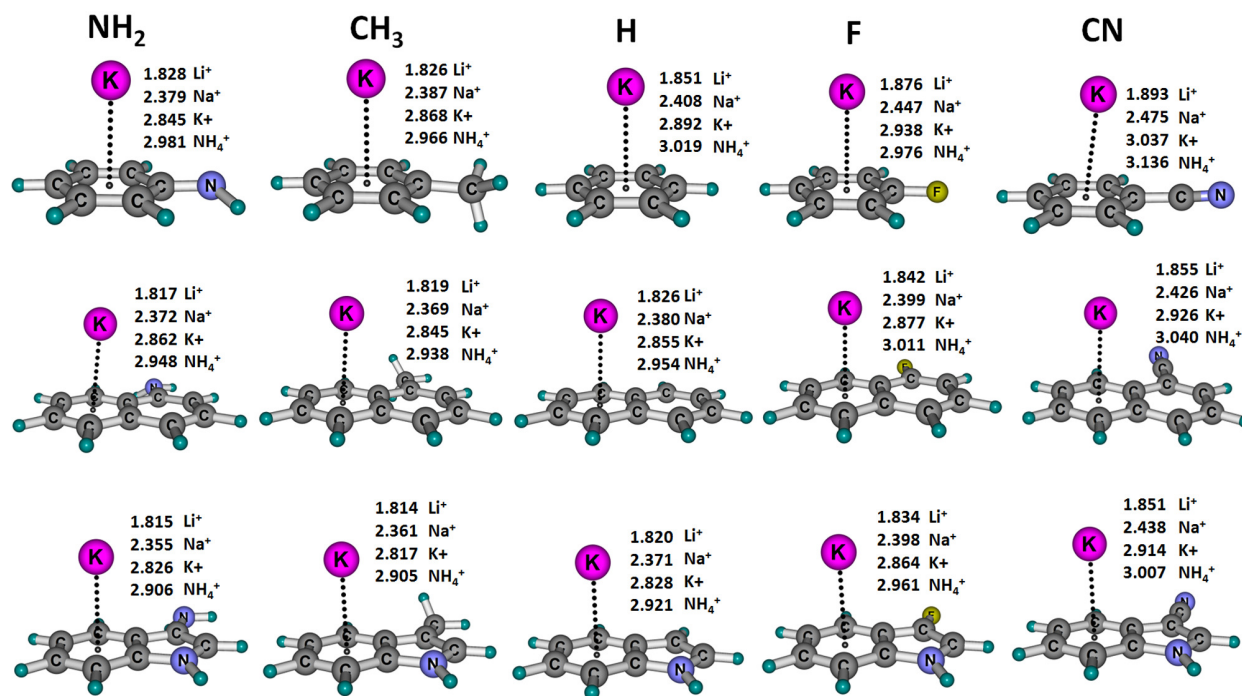 NH₂ CH₃ H F CN
K
1.828 Li⁺
2.379 Na⁺
2.845 K+
2.981 NH₄⁺
C C C C C C N
K
1.826 Li⁺
2.387 Na⁺
2.868 K+
2.966 NH₄⁺
C C C C C C
K
1.851 Li⁺
2.408 Na⁺
2.892 K+
3.019 NH₄⁺
C C C C C C
K
1.876 Li⁺
2.447 Na⁺
2.938 K+
2.976 NH₄⁺
C C C C C F
K
1.893 Li⁺
2.475 Na⁺
3.037 K+
3.136 NH₄⁺
C C C C C C N
K
1.817 Li⁺
2.372 Na⁺
2.862 K+
2.948 NH₄⁺
N
C C
K
1.819 Li⁺
2.369 Na⁺
2.845 K+
2.938 NH₄⁺
C C
K
1.826 Li⁺
2.380 Na⁺
2.855 K+
2.954 NH₄⁺
C C
K
1.842 Li⁺
2.399 Na⁺
2.877 K+
3.011 NH₄⁺
F
C C
K
1.855 Li⁺
2.426 Na⁺
2.926 K+
3.040 NH₄⁺
N
C C
K
1.815 Li⁺
2.355 Na⁺
2.826 K+
2.906 NH₄⁺
N
C C C N
K
1.814 Li⁺
2.361 Na⁺
2.817 K+
2.905 NH₄⁺
C C C N
K
1.820 Li⁺
2.371 Na⁺
2.828 K+
2.921 NH₄⁺
C C C N
K
1.834 Li⁺
2.398 Na⁺
2.864 K+
2.961 NH₄⁺
F
C C C N
K
1.851 Li⁺
2.438 Na⁺
2.914 K+
3.007 NH₄⁺
N
C C C N